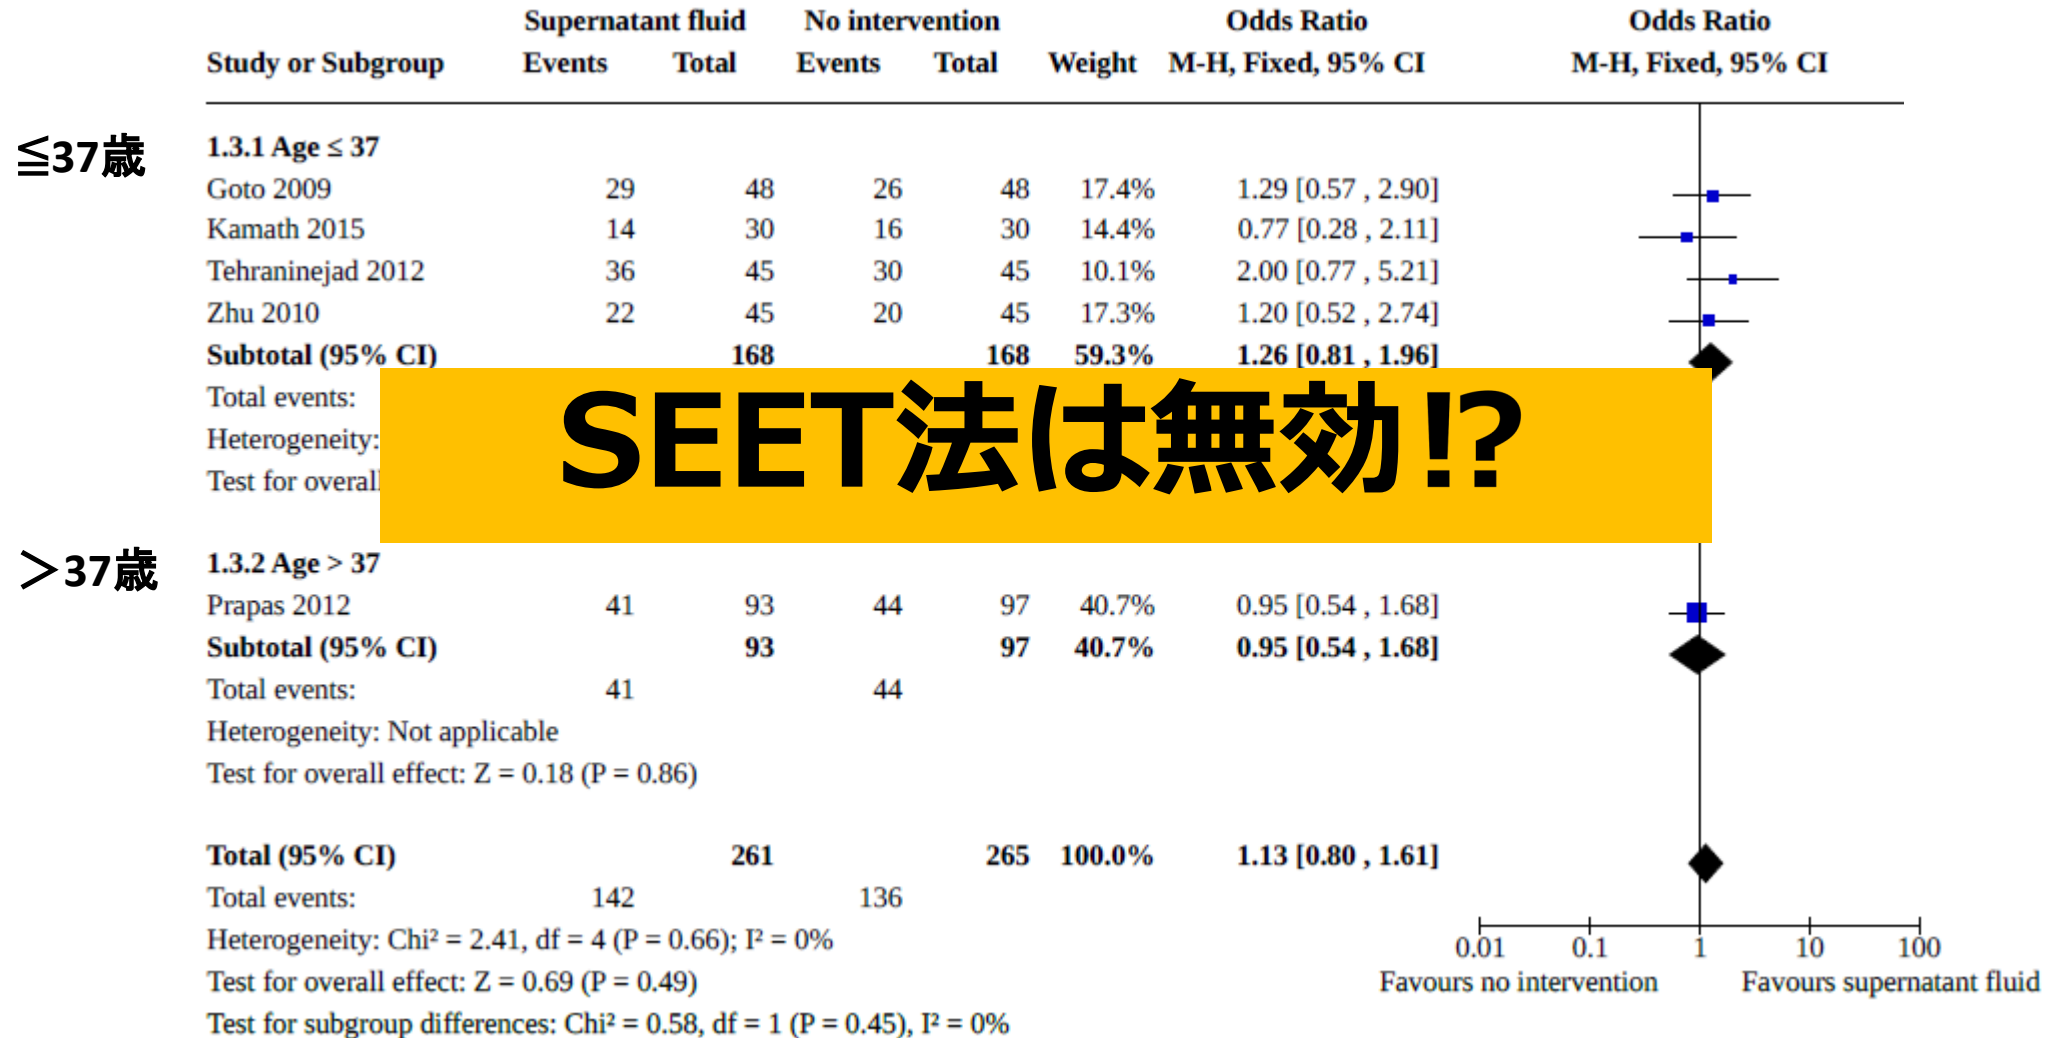 Supernatant fluid No intervention Odds Ratio Odds Ratio
Study or Subgroup Events Total Events Total Weight M-H, Fixed, 95% CI M-H, Fixed, 95% CI
≦37歳 1.3.1 Age ≤ 37
Goto 2009 29 48 26 48 17.4% 1.29 [0.57 , 2.90]
Kamath 2015 14 30 16 30 14.4% 0.77 [0.28 , 2.11]
Tehraninejad 2012 36 45 30 45 10.1% 2.00 [0.77 , 5.21]
Zhu 2010 22 45 20 45 17.3% 1.20 [0.52 , 2.74]
Subtotal (95% CI) 168 168 59.3% 1.26 [0.81 , 1.96]
Total events:
Heterogeneity:
Test for overall
SEET法は無効!?
＞37歳 1.3.2 Age > 37
Prapas 2012 41 93 44 97 40.7% 0.95 [0.54 , 1.68]
Subtotal (95% CI) 93 97 40.7% 0.95 [0.54 , 1.68]
Total events: 41 44
Heterogeneity: Not applicable
Test for overall effect: Z = 0.18 (P = 0.86)
Total (95% CI) 261 265 100.0% 1.13 [0.80 , 1.61]
Total events: 142 136
Heterogeneity: Chi² = 2.41, df = 4 (P = 0.66); I² = 0%
0.01 0.1 1 10 100
Test for overall effect: Z = 0.69 (P = 0.49) Favours no intervention Favours supernatant fluid
Test for subgroup differences: Chi² = 0.58, df = 1 (P = 0.45), I² = 0%